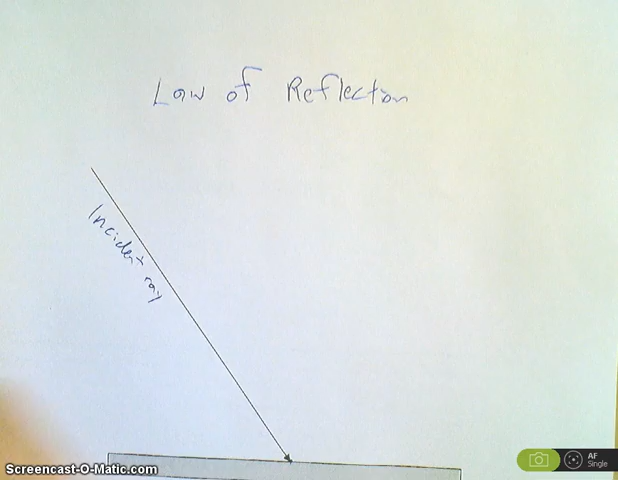 Law of Reflection
Incident ray
Screencast-O-Matic.com
AF
Single